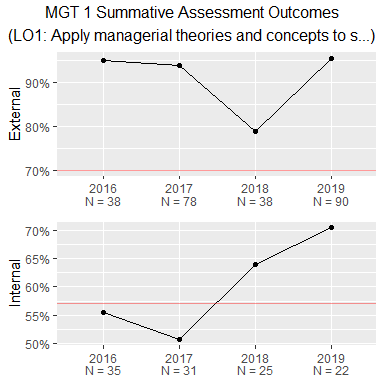 MGT 1 Summative Assessment Outcomes
(LO1: Apply managerial theories and concepts to s...)
External
90%
80%
70%
2016 2017 2018 2019
N = 38 N = 78 N = 38 N = 90
Internal
70%
65%
60%
55%
50%
2016 2017 2018 2019
N = 35 N = 31 N = 25 N = 22